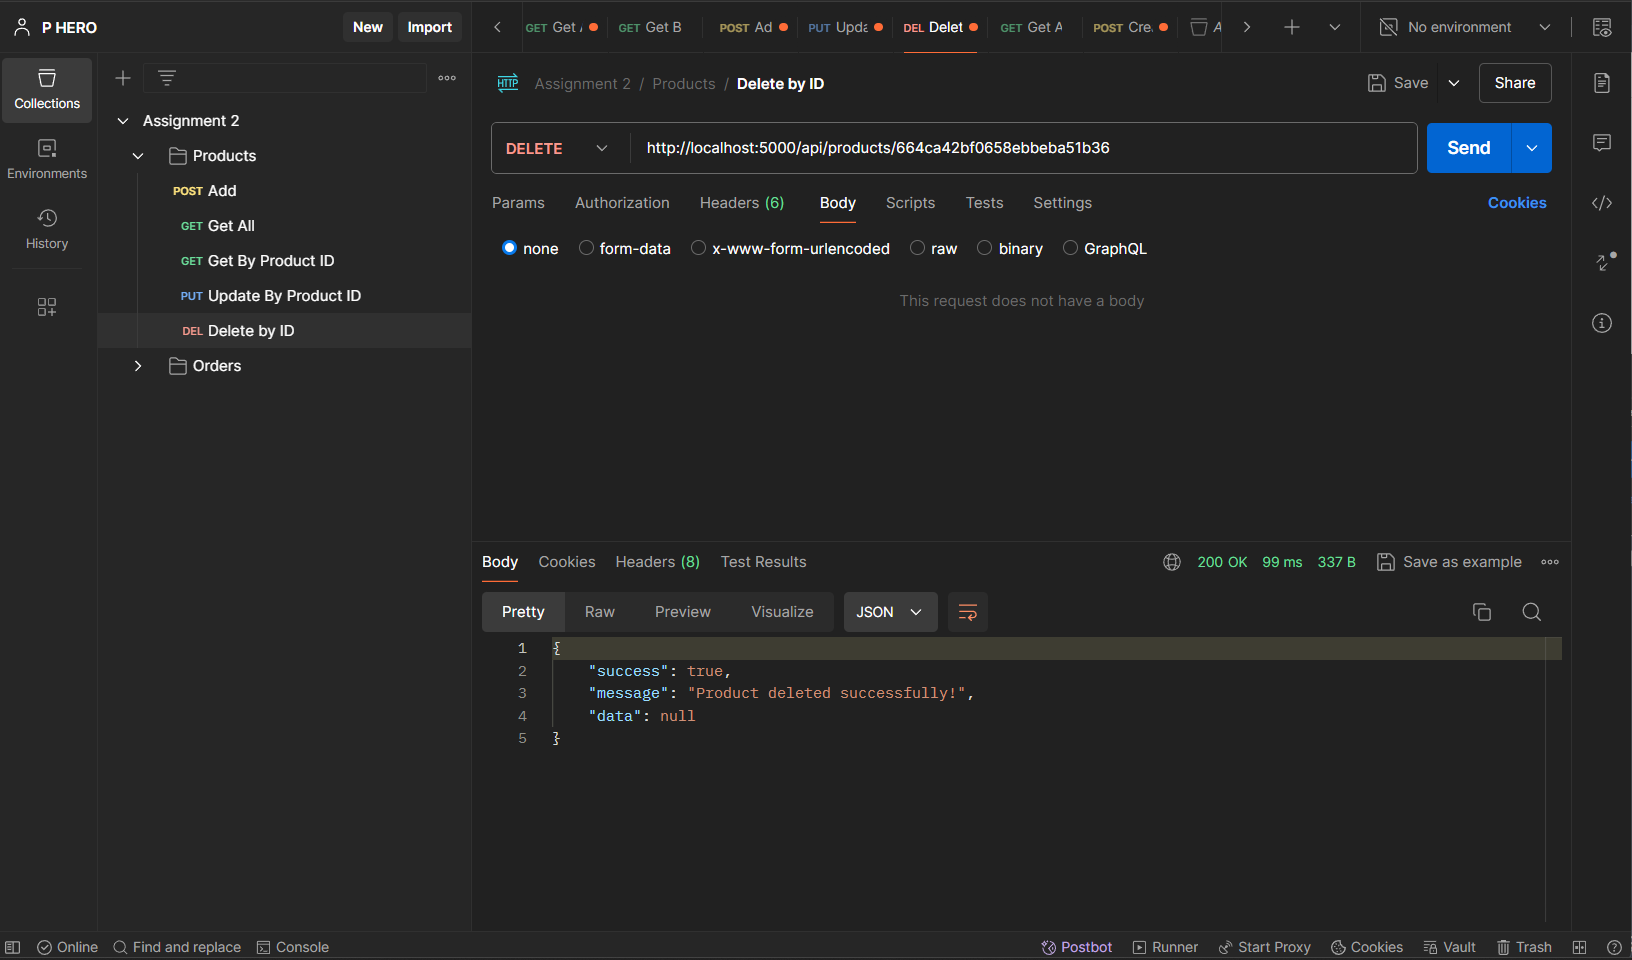 P HERO
New
Import
GET Get A
GET Get B
POST Ad
PUT Upda
DEL Delet
GET Get A
POST Cre
A
No environment
Collections
Environments
History
Assignment 2
Products
POST Add
GET Get All
GET Get By Product ID
PUT Update By Product ID
DEL Delete by ID
Orders
HTTP Assignment 2 / Products / Delete by ID
Save
Share
DELETE
http://localhost:5000/api/products/664ca42bf0658ebbeba51b36
Send
Params Authorization Headers (6) Body Scripts Tests Settings
Cookies
none form-data x-www-form-urlencoded raw binary GraphQL
This request does not have a body
Body Cookies Headers (8) Test Results
200 OK 99 ms 337 B Save as example
Pretty Raw Preview Visualize JSON
1 {
2 "success": true,
3 "message": "Product deleted successfully!",
4 "data": null
5 }
Online Find and replace Console
Postbot Runner Start Proxy Cookies Vault Trash